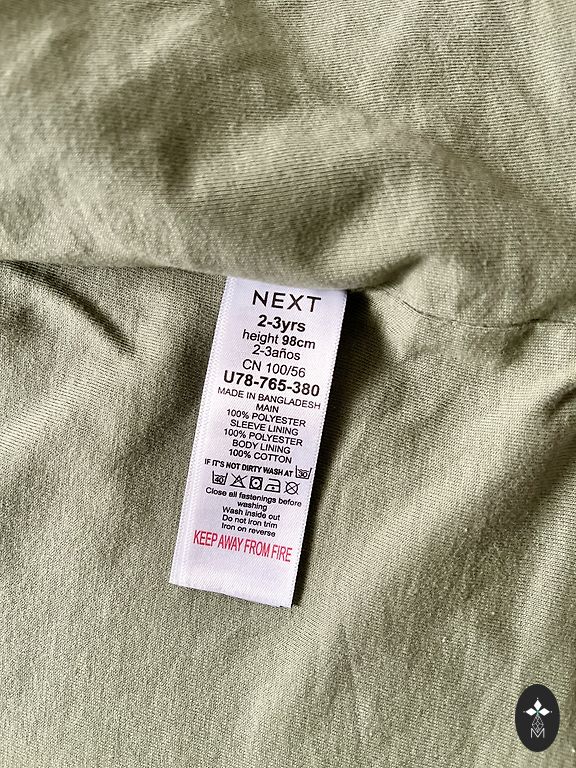 NEXT
2-3yrs
height 98cm
2-3años
CN 100/56
U78-765-380
MADE IN BANGLADESH
MAIN
100% POLYESTER
SLEEVE LINING
100% POLYESTER
BODY LINING
100% COTTON
IF IT'S NOT DIRTY WASH AT 30°
40°
Close all fastenings before
washing
Wash inside out
Do not iron trim
Iron on reverse
KEEP AWAY FROM FIRE
M